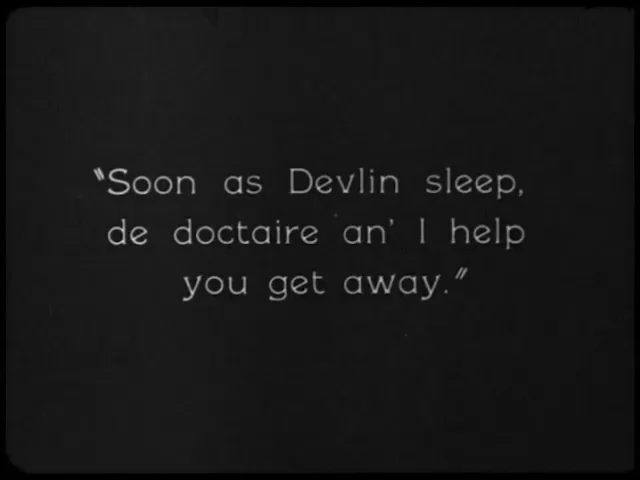 "Soon as Devlin sleep,
de doctaire an' I help
you get away."